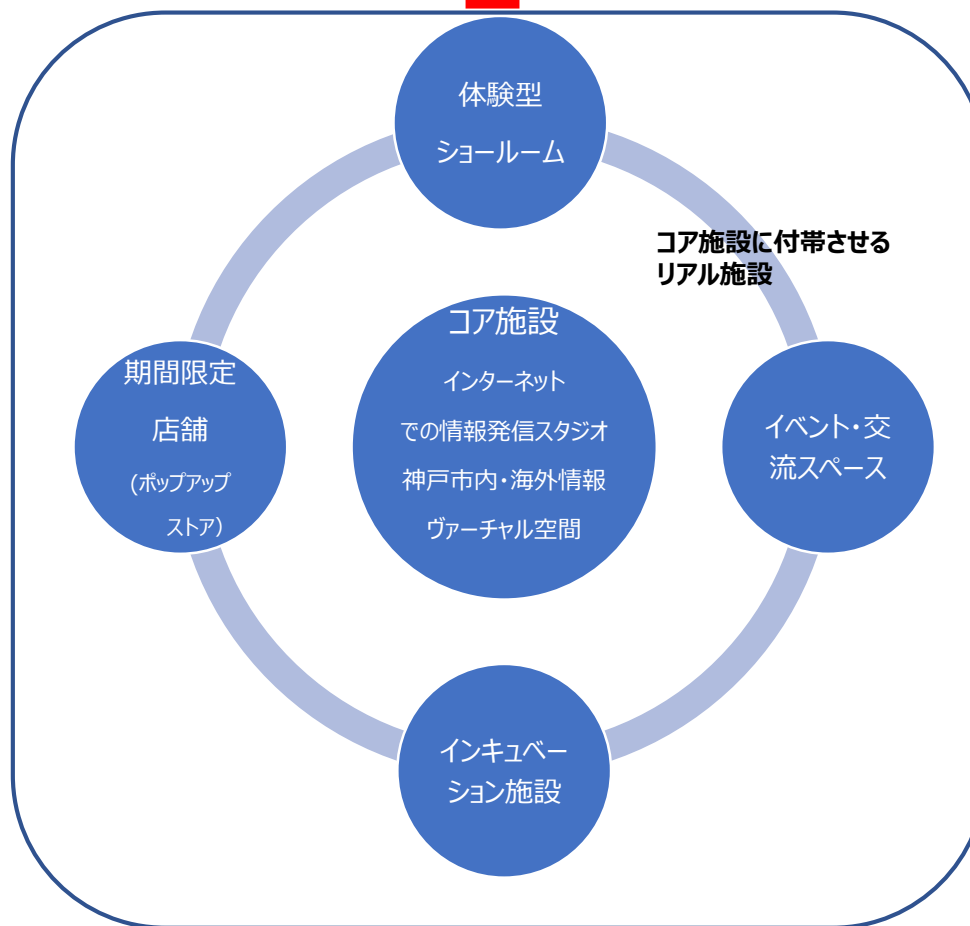 体験型
ショールーム
コア施設に付帯させる
リアル施設
コア施設
インターネット
での情報発信スタジオ
神戸市内・海外情報
ヴァーチャル空間
期間限定
店舗
(ポップアップ
ストア)
イベント・交
流スペース
インキュベー
ション施設